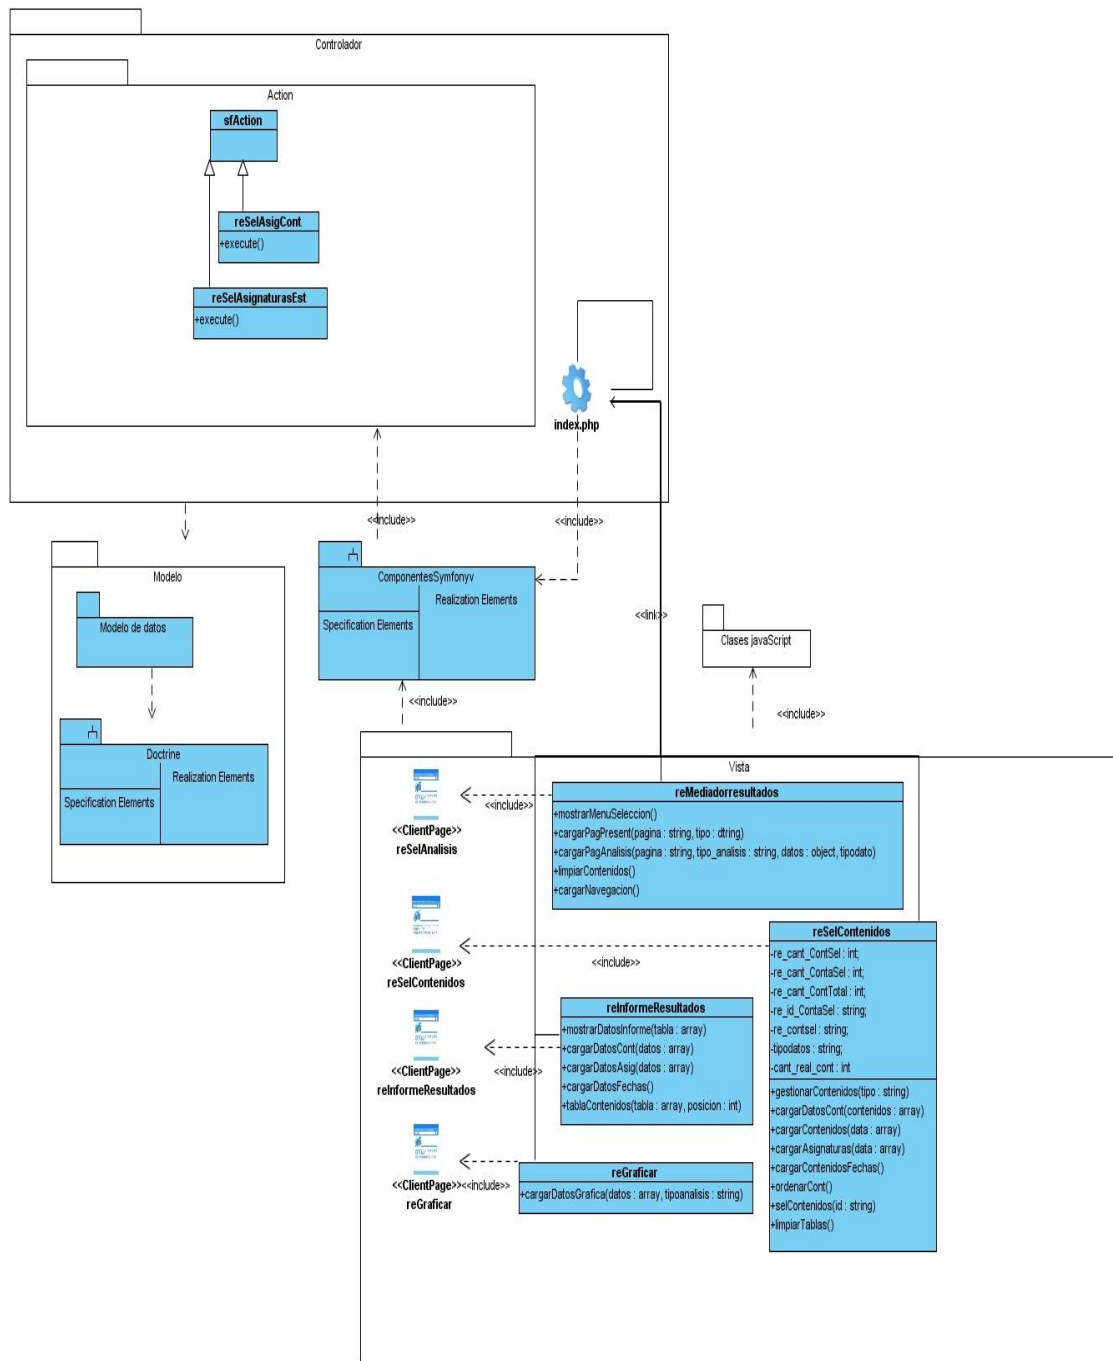 Controlador
Action
sfAction
reSelAsigCont
+execute()
reSelAsignaturasEst
+execute()
index.php
<<include>>
<<include>>
Modelo
Modelo de datos
Doctrine
Realization Elements
Specification Elements
ComponentesSymfonyv
Realization Elements
Specification Elements
<<link>>
Clases javaScript
<<include>>
<<include>>
Vista
<<ClientPage>>
reSelAnalisis
<<include>>
reMediadorresultados
+mostrarMenuSeleccion()
+cargarPagPresent(pagina : string, tipo : dtring)
+cargarPagAnalisis(pagina : string, tipo_analisis : string, datos : object, tipodato)
+limpiarContenidos()
+cargarNavegacion()
<<ClientPage>>
reSelContenidos
<<include>>
reSelContenidos
-re_cant_ContSel : int;
-re_cant_ContaSel : int;
-re_cant_ContTotal : int;
-re_id_ContaSel : string;
-re_contsel : string;
-tipodatos : string;
-cant_real_cont : int
+gestionarContenidos(tipo : string)
+cargarDatosCont(contenidos : array)
+cargarContenidos(data : array)
+cargarAsignaturas(data : array)
+cargarContenidosFechas()
+ordenarCont()
+selContenidos(id : string)
+limpiarTablas()
<<ClientPage>>
reInformeResultados
<<include>>
reInformeResultados
+mostrarDatosInforme(tabla : array)
+cargarDatosCont(datos : array)
+cargarDatosAsig(datos : array)
+cargarDatosFechas()
+tablaContenidos(tabla : array, posicion : int)
<<ClientPage>>
reGraficar
<<include>>
reGraficar
+cargarDatosGrafica(datos : array, tipoanalisis : string)